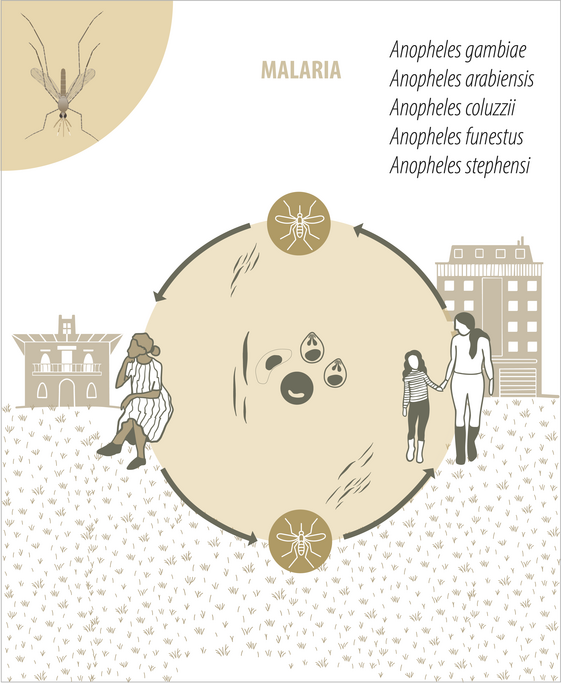 MALARIA
Anopheles gambiae
Anopheles arabiensis
Anopheles coluzzii
Anopheles funestus
Anopheles stephensi